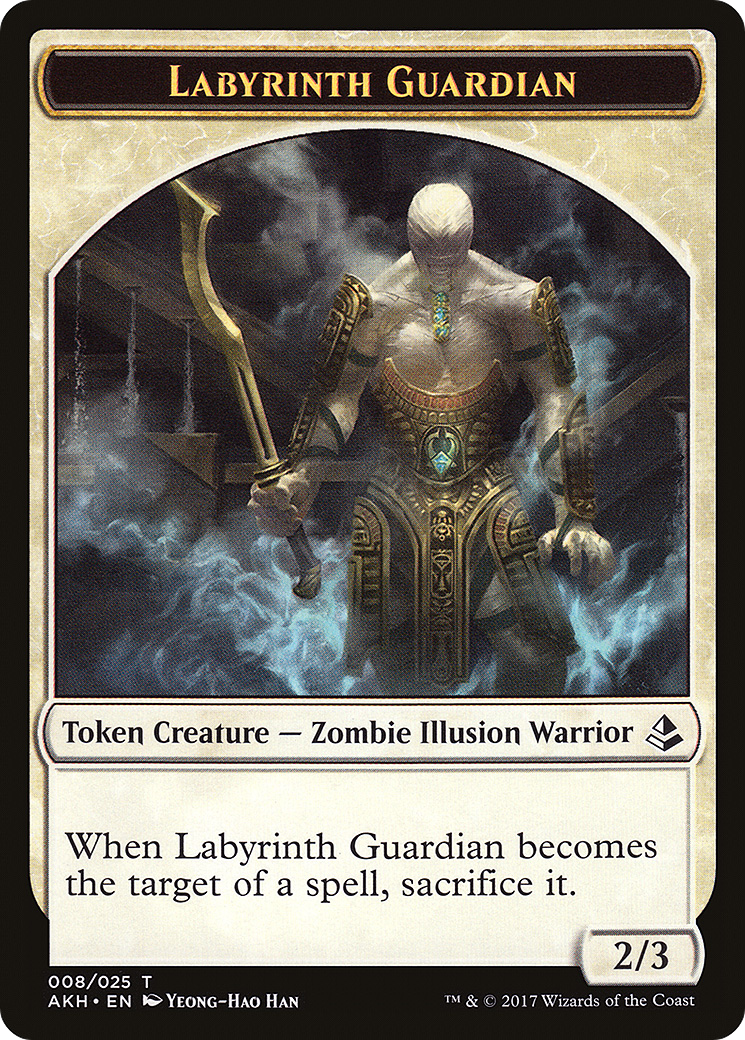 Labyrinth Guardian
Token Creature — Zombie Illusion Warrior
When Labyrinth Guardian becomes
the target of a spell, sacrifice it.
2/3
008/025 T
AKH • EN Yeong-Hao Han
™ & © 2017 Wizards of the Coast